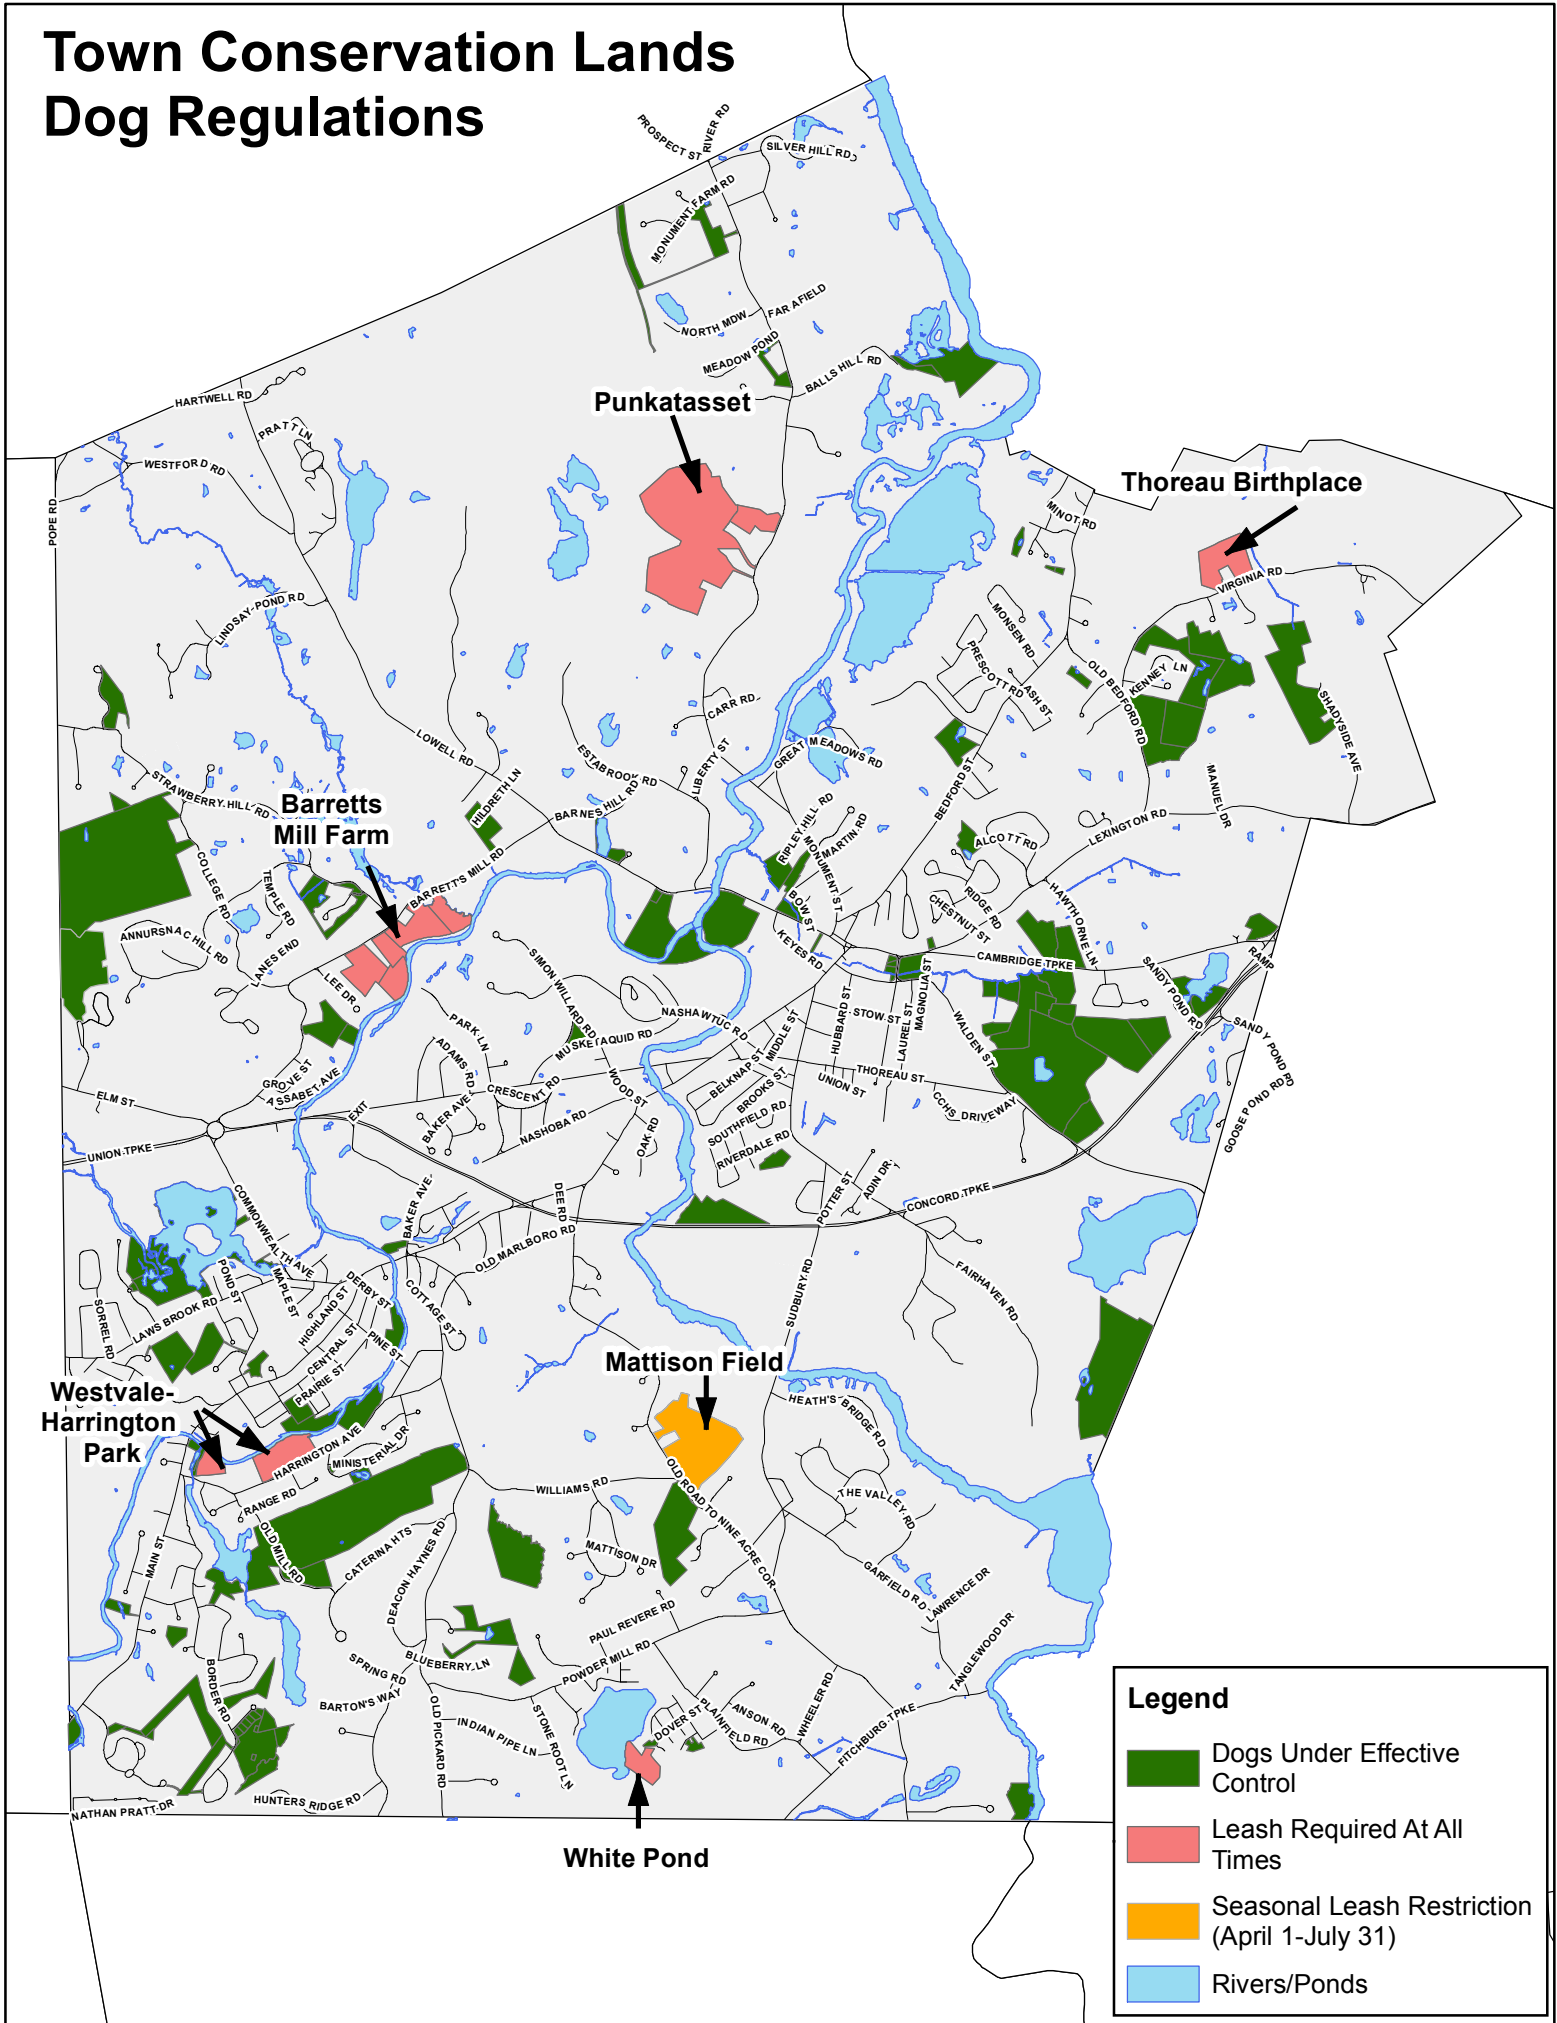 Town Conservation Lands
Dog Regulations
PROSPECT ST
RIVER RD
SILVER HILL RD
MONUMENT FARM RD
NORTH MDW
FAR AFIELD
MEADOW POND
BALLS HILL RD
HARTWELL RD
PRATT LN
WESTFORD RD
POPE RD
Punkatasset
Thoreau Birthplace
MINOT RD
VIRGINIA RD
LINDSAY POND RD
MONSEN RD
PRESCOTT RD
ASH ST
OLD BEDFORD RD
KENNEY LN
SHADYSIDE AVE
MANUEL DR
CARR RD
LOWELL RD
ESTABROOK RD
LIBERTY ST
GREAT MEADOWS RD
BEDFORD ST
STRAWBERRY HILL RD
HILDRETH LN
BARNES HILL RD
RIPLEY HILL RD
MARTIN RD
MONUMENT ST
ALCOTT RD
LEXINGTON RD
Barretts
Mill Farm
COLLEGE RD
TEMPLE RD
BARRETT'S MILL RD
BOW ST
RIDGE RD
CHESTNUT ST
HAWTHORNE LN
ANNURSNAC HILL RD
LANES END
LEE DR
KEYES RD
CAMBRIDGE TPKE
SANDY POND RD
RAMP
SIMON WILLARD RD
NASHAWTUC RD
MIDDLE ST
HUBBARD ST
STOW ST
LAUREL ST
MAGNOLIA ST
WALDEN ST
SANDY POND RD
PARK LN
MUSKETAQUID RD
ADAMS RD
CRESCENT RD
WOOD ST
BELKNAP ST
BROOKS ST
THOREAU ST
UNION ST
GROVE ST
ASSABET AVE
ELM ST
EXIT
BAKER AVE
NASHOBA RD
OAK RD
SOUTHFIELD RD
RIVERDALE RD
CCHS DRIVEWAY
GOOSE POND RD
UNION TPKE
COMMONWEALTH AVE
BAKER AVE
DEER RD
OLD MARLBORO RD
POTTER ST
ADIN DR
CONCORD TPKE
SORREL RD
POND ST
MAPLE ST
LAWS BROOK RD
DERBY ST
HIGHLAND ST
COTTAGE ST
CENTRAL ST
PINE ST
PRAIRIE ST
SUDBURY RD
FAIRHAVEN RD
Mattison Field
Westvale-
Harrington
Park
HEATH'S BRIDGE RD
HARRINGTON AVE
MINISTERIAL DR
RANGE RD
WILLIAMS RD
OLD ROAD TO NINE ACRE COR
THE VALLEY RD
MAIN ST
OLD MILL RD
CATERINA HTS
DEACON HAYNES RD
MATTISON DR
GARFIELD RD
LAWRENCE DR
PAUL REVERE RD
POWDER MILL RD
TANGLEWOOD DR
BLUEBERRY LN
SPRING RD
BARTON'S WAY
BORDER RD
OLD PICKARD RD
INDIAN PIPE LN
STONE ROOT LN
DOVER ST
PLAINFIELD RD
ANSON RD
WHEELER RD
FITCHBURG TPKE
NATHAN PRATT DR
HUNTERS RIDGE RD
White Pond
Legend
Dogs Under Effective
Control
Leash Required At All
Times
Seasonal Leash Restriction
(April 1-July 31)
Rivers/Ponds